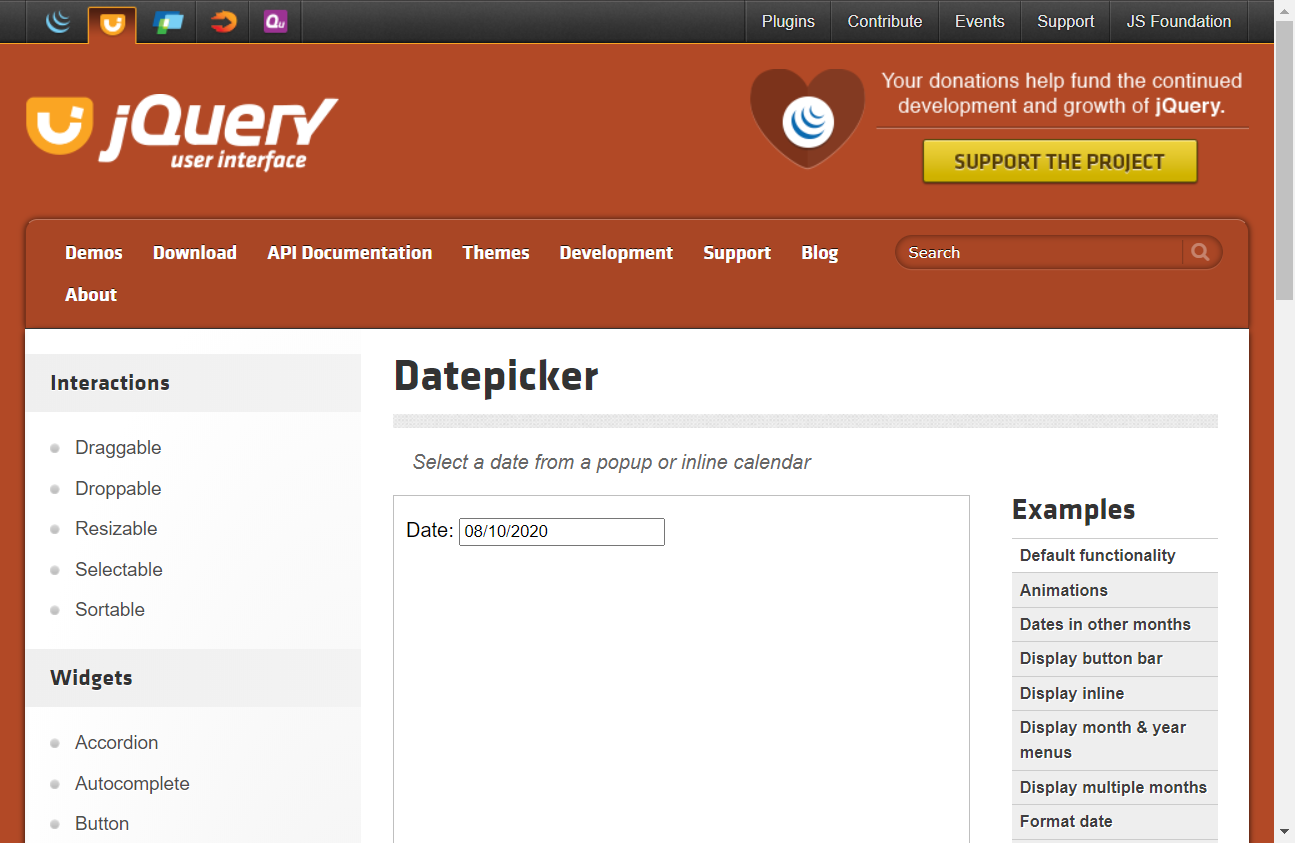 Qu
Plugins
Contribute
Events
Support
JS Foundation
jQuery
user interface
Your donations help fund the continued
development and growth of jQuery.
SUPPORT THE PROJECT
Demos
Download
API Documentation
Themes
Development
Support
Blog
Search
About
Interactions
Draggable
Droppable
Resizable
Selectable
Sortable
Widgets
Accordion
Autocomplete
Button
Datepicker
Select a date from a popup or inline calendar
Date: 08/10/2020
Examples
Default functionality
Animations
Dates in other months
Display button bar
Display inline
Display month & year
menus
Display multiple months
Format date